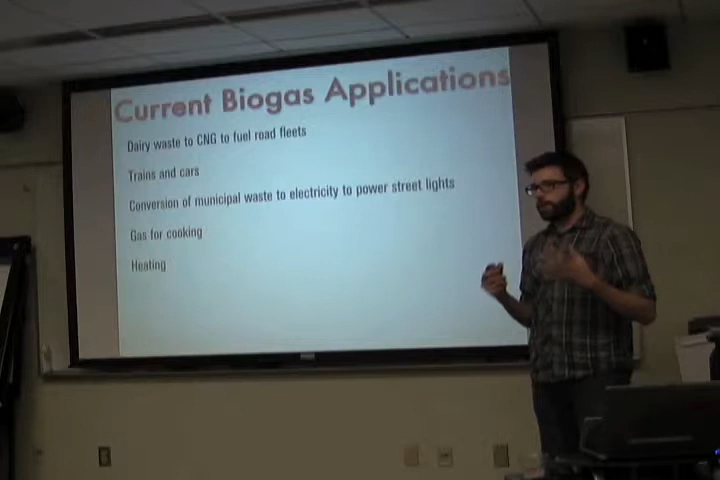 Current Biogas Applications
Dairy waste to CNG to fuel road fleets
Trains and cars
Conversion of municipal waste to electricity to power street lights
Gas for cooking
Heating